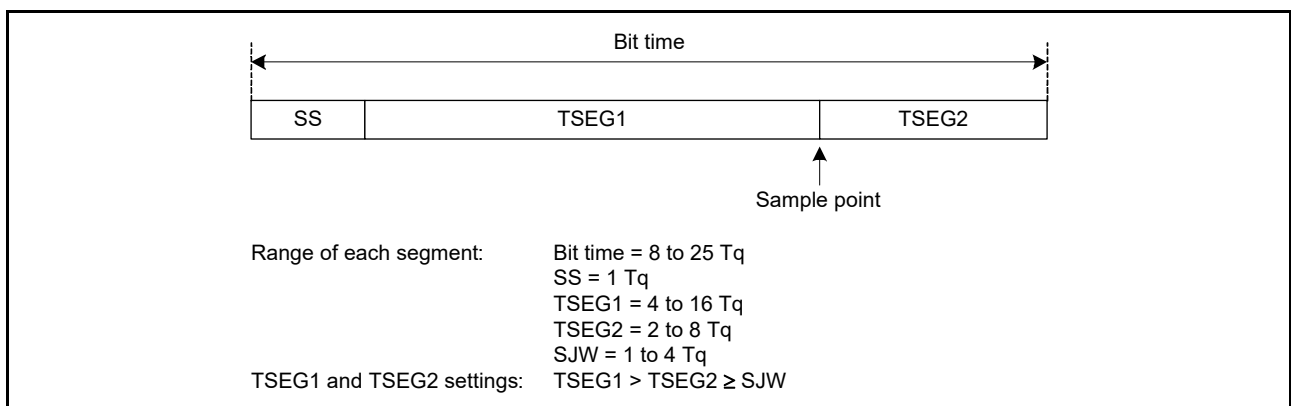 Bit time
SS TSEG1 TSEG2
Sample point
Range of each segment: Bit time = 8 to 25 Tq
SS = 1 Tq
TSEG1 = 4 to 16 Tq
TSEG2 = 2 to 8 Tq
SJW = 1 to 4 Tq
TSEG1 and TSEG2 settings: TSEG1 > TSEG2 ≥ SJW